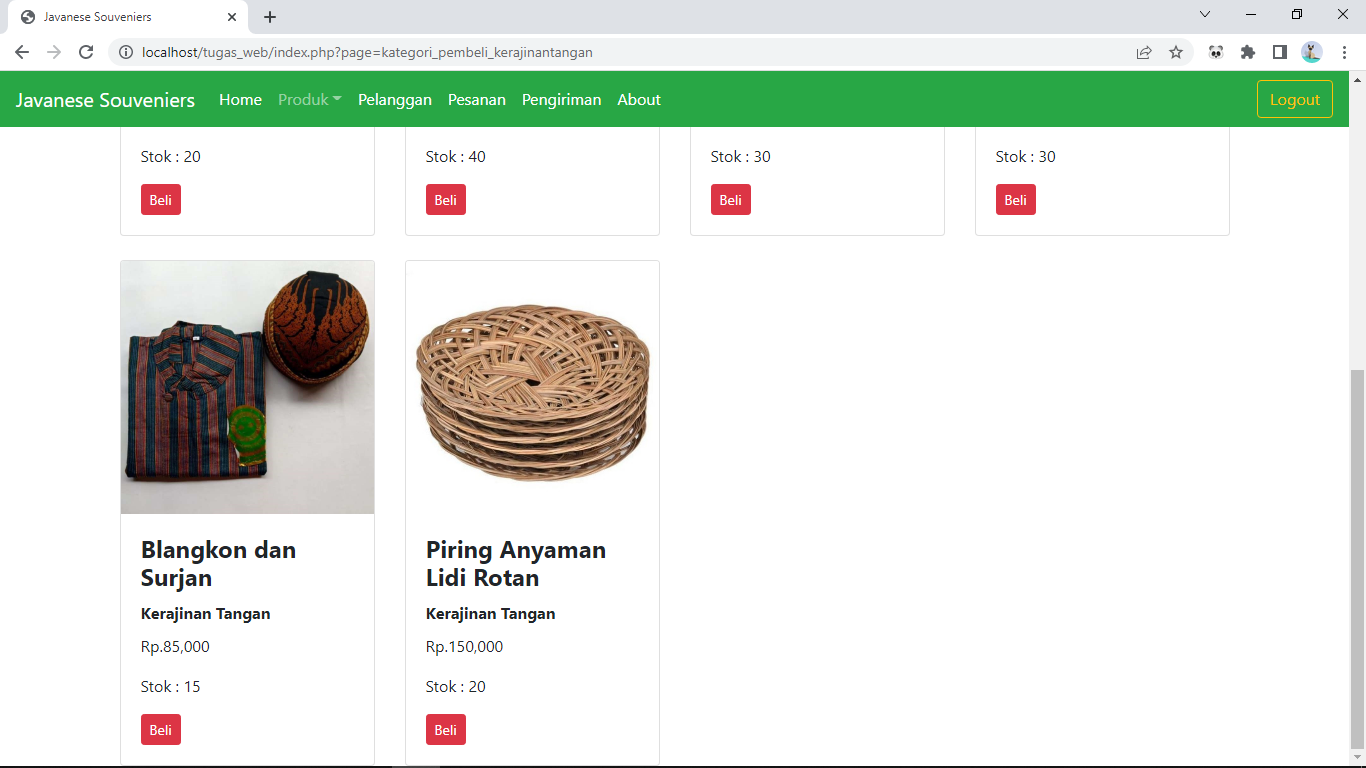 Javanese Souveniers
localhost/tugas_web/index.php?page=kategori_pembeli_kerajinantangan
Javanese Souveniers Home Produk Pelanggan Pesanan Pengiriman About Logout
Stok : 20 Stok : 40 Stok : 30 Stok : 30
Beli Beli Beli Beli
Blangkon dan
Surjan
Kerajinan Tangan
Rp.85,000
Stok : 15
Beli
Piring Anyaman
Lidi Rotan
Kerajinan Tangan
Rp.150,000
Stok : 20
Beli